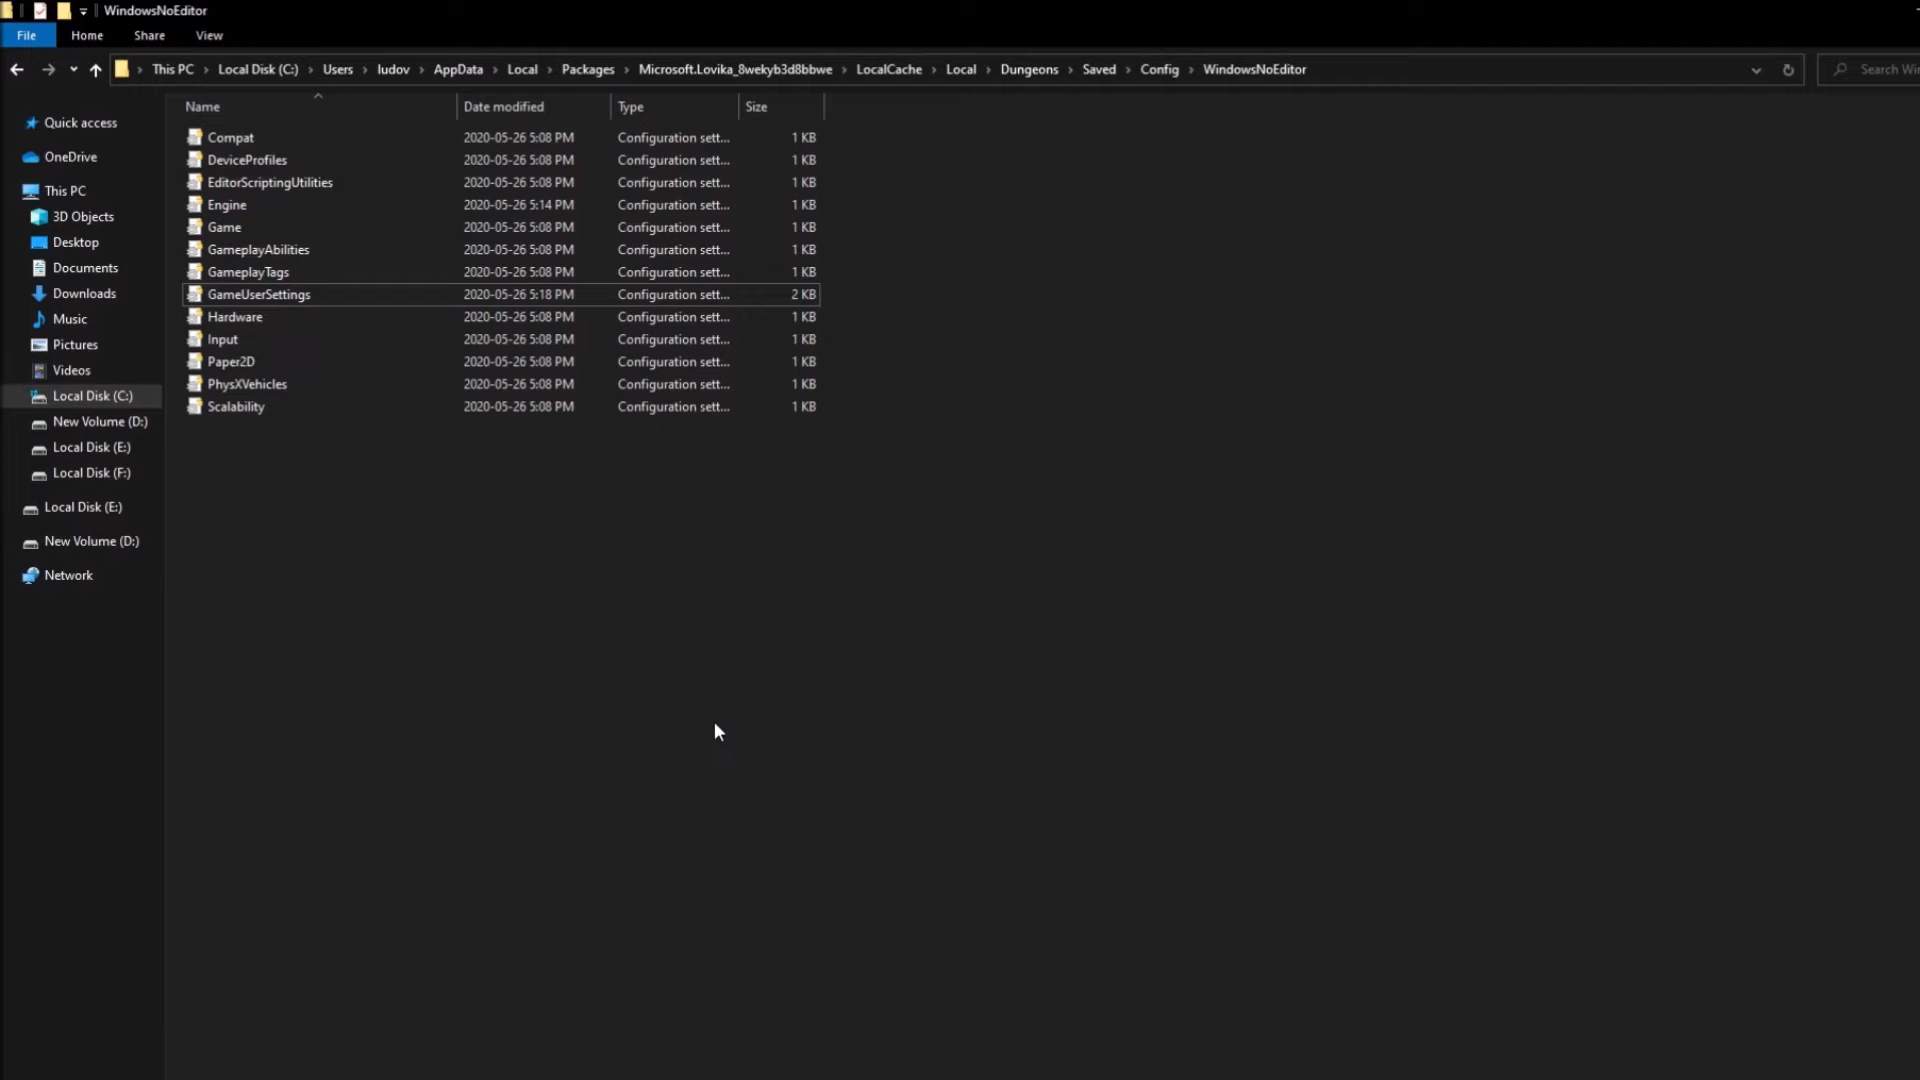 WindowsNoEditor
File Home Share View
This PC Local Disk (C:) Users ludov AppData Local Packages Microsoft.Lovika_8wekyb3d8bbwe LocalCache Local Dungeons Saved Config WindowsNoEditor
Name Date modified Type Size
Compat 2020-05-26 5:08 PM Configuration sett... 1 KB
DeviceProfiles 2020-05-26 5:08 PM Configuration sett... 1 KB
EditorScriptingUtilities 2020-05-26 5:08 PM Configuration sett... 1 KB
Engine 2020-05-26 5:14 PM Configuration sett... 1 KB
Game 2020-05-26 5:08 PM Configuration sett... 1 KB
GameplayAbilities 2020-05-26 5:08 PM Configuration sett... 1 KB
GameplayTags 2020-05-26 5:08 PM Configuration sett... 1 KB
GameUserSettings 2020-05-26 5:18 PM Configuration sett... 2 KB
Hardware 2020-05-26 5:08 PM Configuration sett... 1 KB
Input 2020-05-26 5:08 PM Configuration sett... 1 KB
Paper2D 2020-05-26 5:08 PM Configuration sett... 1 KB
PhysXVehicles 2020-05-26 5:08 PM Configuration sett... 1 KB
Scalability 2020-05-26 5:08 PM Configuration sett... 1 KB
Quick access
OneDrive
This PC
3D Objects
Desktop
Documents
Downloads
Music
Pictures
Videos
Local Disk (C:)
New Volume (D:)
Local Disk (E:)
Local Disk (F:)
Local Disk (E:)
New Volume (D:)
Network
Search Win